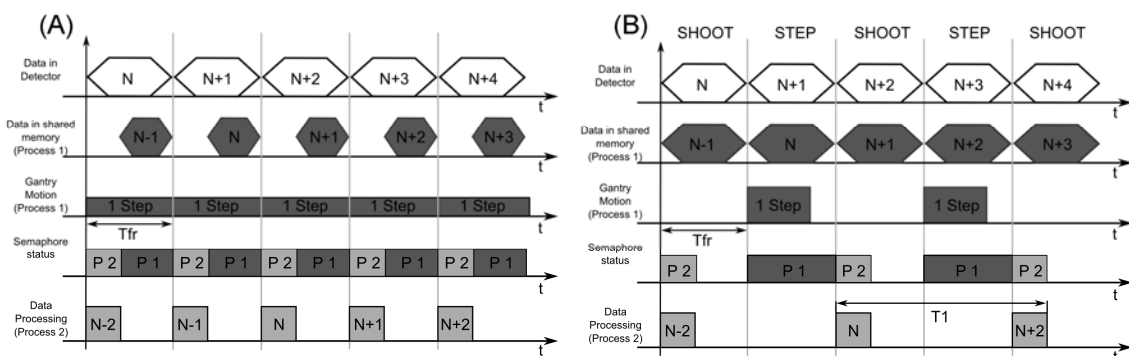 (A)
Data in
Detector
N N+1 N+2 N+3 N+4
t
Data in shared
memory
(Process 1)
N-1 N N+1 N+2 N+3
t
Gantry
Motion
(Process 1)
1 Step 1 Step 1 Step 1 Step 1 Step
t
Tfr
Semaphore
status
P 2 P 1 P 2 P 1 P 2 P 1 P 2 P 1 P 2 P 1
t
Data
Processing
(Process 2)
N-2 N-1 N N+1 N+2
t
(B)
SHOOT STEP SHOOT STEP SHOOT
Data in
Detector
N N+1 N+2 N+3 N+4
t
Data in shared
memory
(Process 1)
N-1 N N+1 N+2 N+3
t
Gantry
Motion
(Process 1)
1 Step 1 Step
t
Tfr
Semaphore
status
P 2 P 1 P 2 P 1 P 2
t
T1
Data
Processing
(Process 2)
N-2 N N+2
t